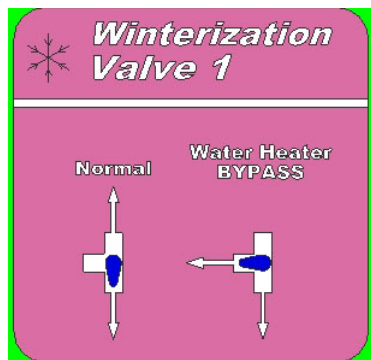 Winterization
Valve 1
Normal
Water Heater
BYPASS